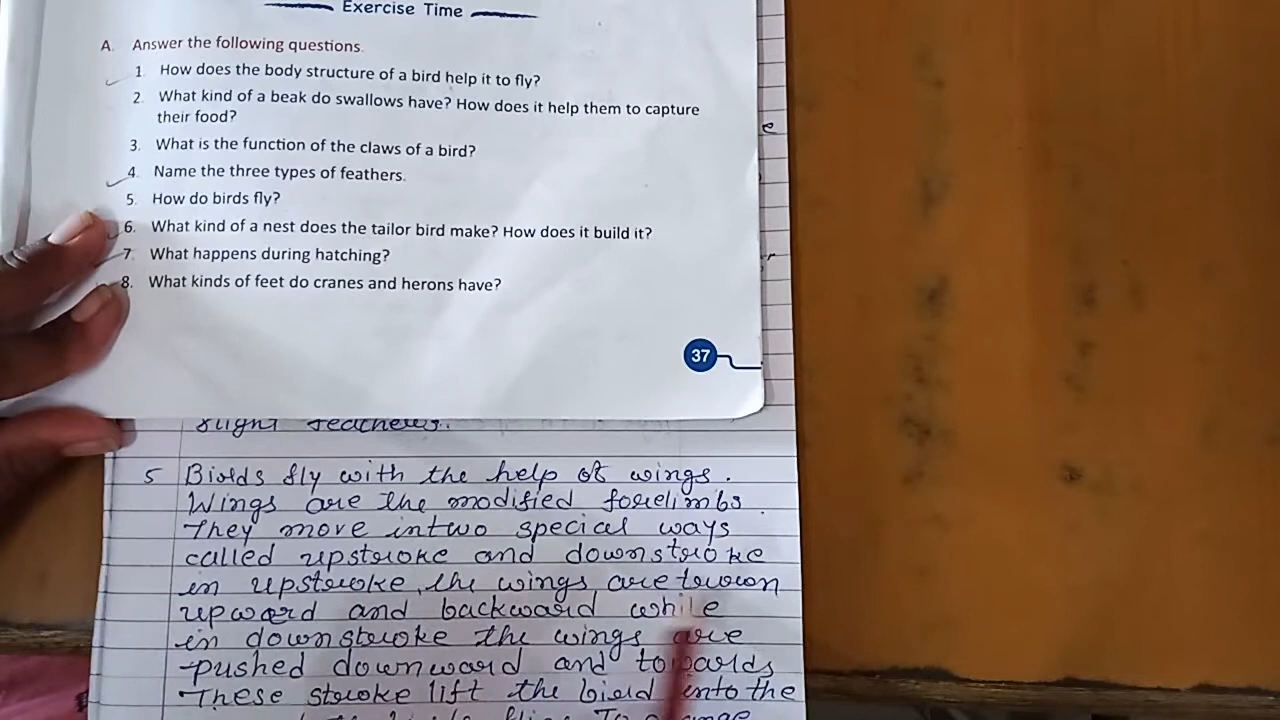 Exercise Time
A. Answer the following questions.
1. How does the body structure of a bird help it to fly?
2. What kind of a beak do swallows have? How does it help them to capture
their food?
3. What is the function of the claws of a bird?
4. Name the three types of feathers.
5. How do birds fly?
6. What kind of a nest does the tailor bird make? How does it build it?
7. What happens during hatching?
8. What kinds of feet do cranes and herons have?
37
5 Birds fly with the help of wings.
Wings are the modified forelimbs.
They move intwo special ways
called upstroke and downstroke
in upstroke, the wings are
upward and backward while
in downstroke the wings are
pushed downward and towards
These stroke lift the bird into the